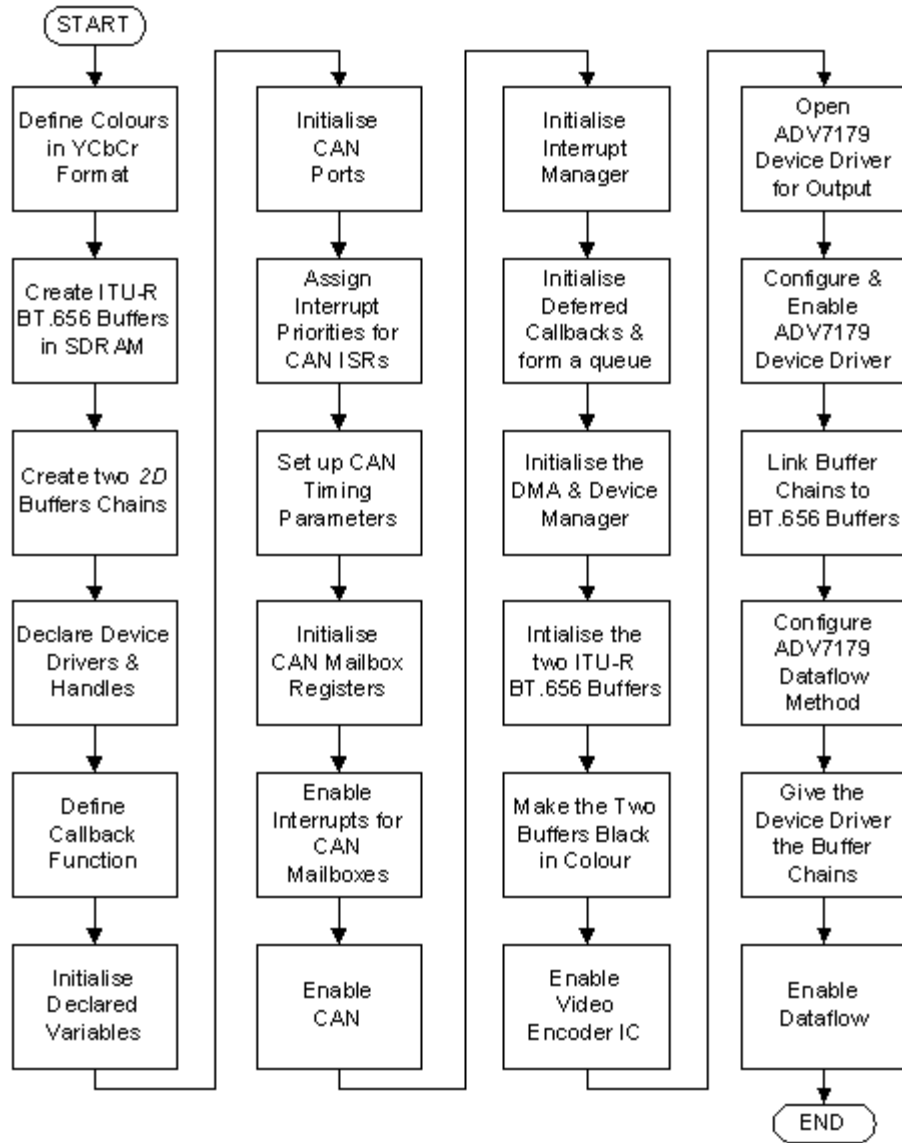 START
Define Colours
in YCbCr
Format
Create ITU-R
BT.656 Buffers
in SDRAM
Create two 2D
Buffers Chains
Declare Device
Drivers &
Handles
Define
Callback
Function
Initialise
Declared
Variables
Initialise
CAN
Ports
Assign
Interrupt
Priorities for
CAN ISRs
Set up CAN
Timing
Parameters
Initialise
CAN Mailbox
Registers
Enable
Interrupts for
CAN
Mailboxes
Enable
CAN
Initialise
Interrupt
Manager
Initialise
Deferred
Callbacks &
form a queue
Initialise the
DMA & Device
Manager
Intialise the
two ITU-R
BT.656 Buffers
Make the Two
Buffers Black
in Colour
Enable
Video
Encoder IC
Open
ADV7179
Device Driver
for Output
Configure &
Enable
ADV7179
Device Driver
Link Buffer
Chains to
BT.656 Buffers
Configure
ADV7179
Dataflow
Method
Give the
Device Driver
the Buffer
Chains
Enable
Dataflow
END